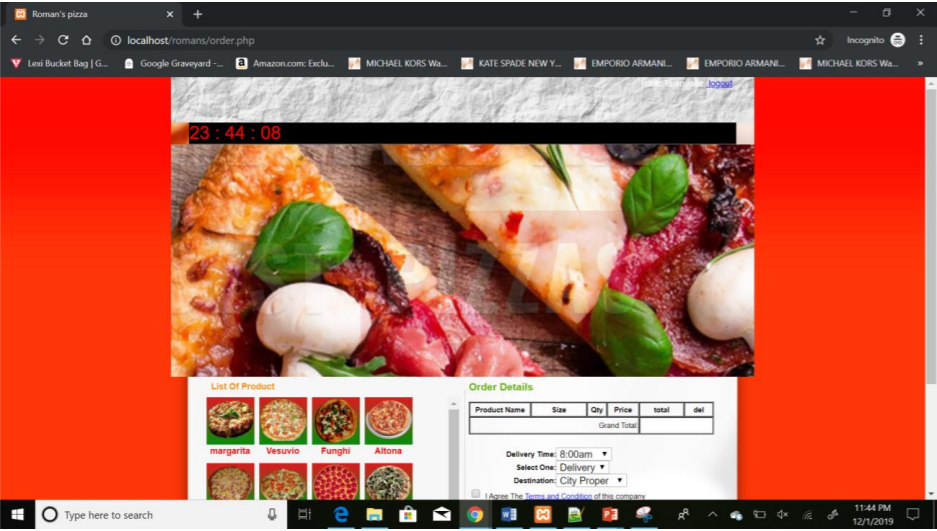 Roman's pizza
localhost/romans/order.php
Incognito
Lexi Bucket Bag | G...
Google Graveyard -...
Amazon.com: Exclu...
MICHAEL KORS Wa...
KATE SPADE NEW Y...
EMPORIO ARMANI...
EMPORIO ARMANI...
MICHAEL KORS Wa...
logout
23 : 44 : 08
PIZZAS
List Of Product
margarita
Vesuvio
Funghi
Altona
Order Details
Product Name Size Qty Price total del
Grand Total:
Delivery Time: 8:00am
Select One: Delivery
Destination: City Proper
I Agree The Terms and Condition of this company
Type here to search
11:44 PM
12/1/2019